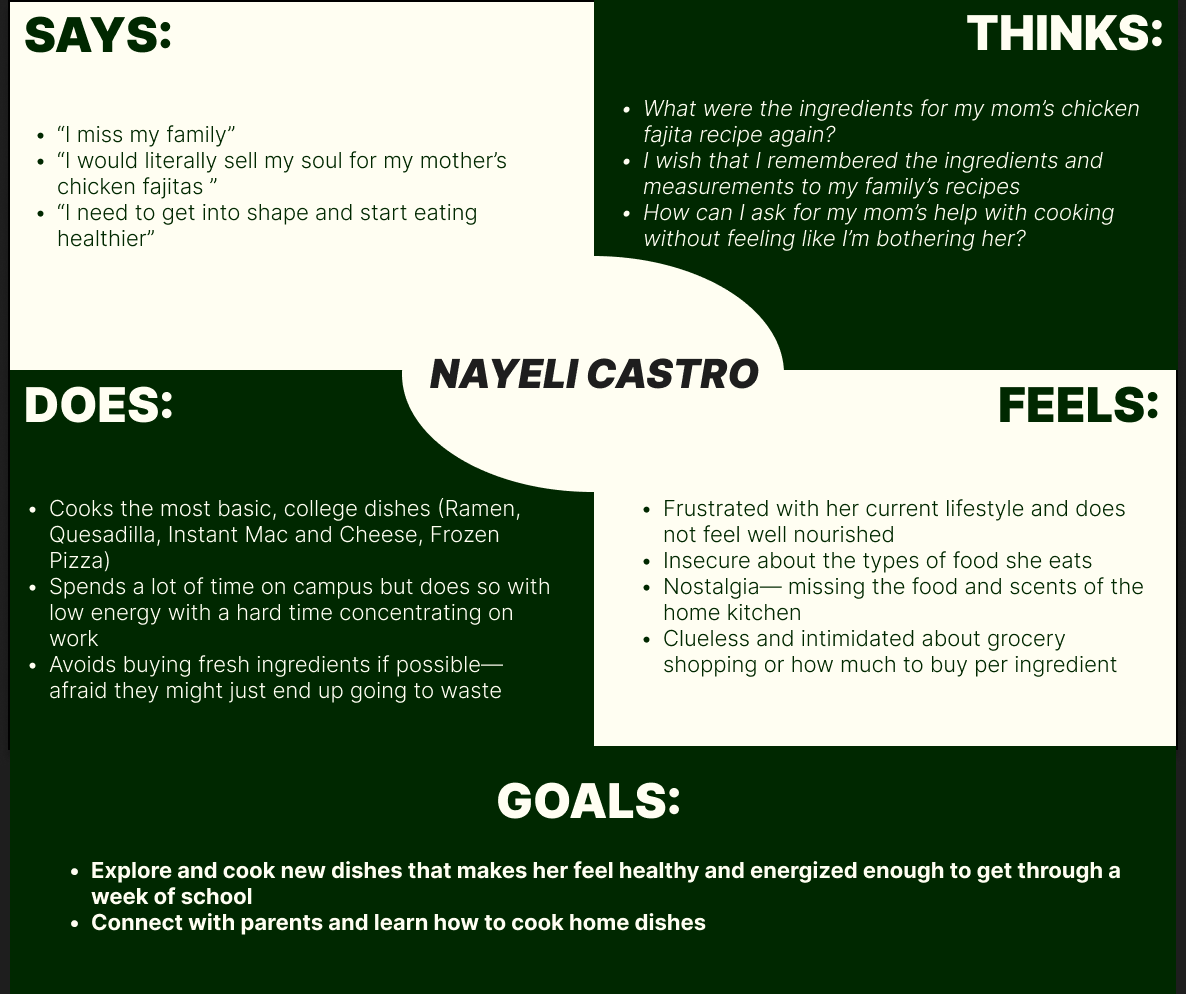 SAYS:
• “I miss my family”
• “I would literally sell my soul for my mother’s
chicken fajitas ”
• “I need to get into shape and start eating
healthier”
THINKS:
• What were the ingredients for my mom’s chicken
fajita recipe again?
• I wish that I remembered the ingredients and
measurements to my family’s recipes
• How can I ask for my mom’s help with cooking
without feeling like I’m bothering her?
NAYELI CASTRO
DOES:
• Cooks the most basic, college dishes (Ramen,
Quesadilla, Instant Mac and Cheese, Frozen
Pizza)
• Spends a lot of time on campus but does so with
low energy with a hard time concentrating on
work
• Avoids buying fresh ingredients if possible—
afraid they might just end up going to waste
FEELS:
• Frustrated with her current lifestyle and does
not feel well nourished
• Insecure about the types of food she eats
• Nostalgia— missing the food and scents of the
home kitchen
• Clueless and intimidated about grocery
shopping or how much to buy per ingredient
GOALS:
• Explore and cook new dishes that makes her feel healthy and energized enough to get through a
week of school
• Connect with parents and learn how to cook home dishes